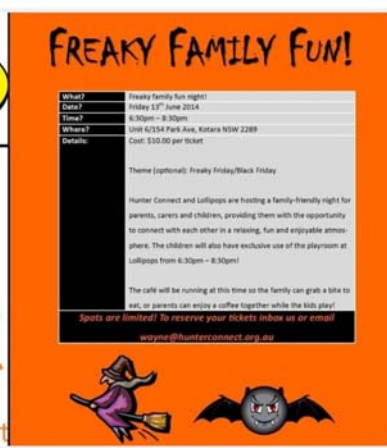 FREAKY FAMILY FUN!
What? Freaky family fun night!
Date? Friday 13th June 2014
Time? 6:30pm – 8:30pm
Where? Unit 6/154 Park Ave, Kotara NSW 2289
Details: Cost: $10.00 per ticket
Theme (optional): Freaky Friday/Black Friday
Hunter Connect and Lollipops are hosting a family-friendly night for
parents, carers and children, providing them with the opportunity
to connect with each other in a relaxing, fun and enjoyable atmos-
phere. The children will also have exclusive use of the playroom at
Lollipops from 6:30pm – 8:30pm!
The café will be running at this time so the family can grab a bite to
eat, or parents can enjoy a coffee together while the kids play!
Spots are limited! To reserve your tickets inbox us or email
wayne@hunterconnect.org.au